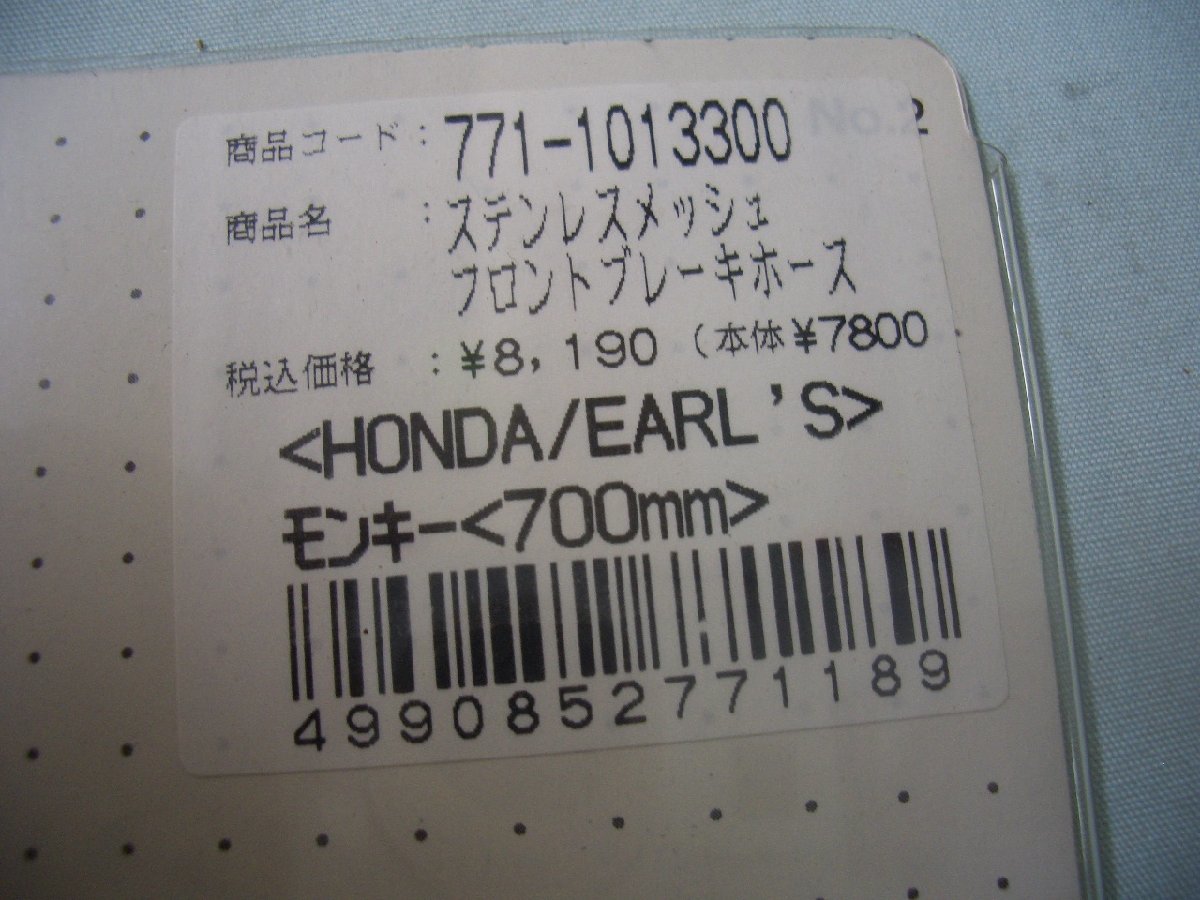 No.2
商品コード：771-1013300
商品名　：ステンレスメッシュ
フロントブレーキホース
税込価格　：¥8,190 (本体¥7800
<HONDA/EARL'S>
モンキー<700mm>
4990852771189